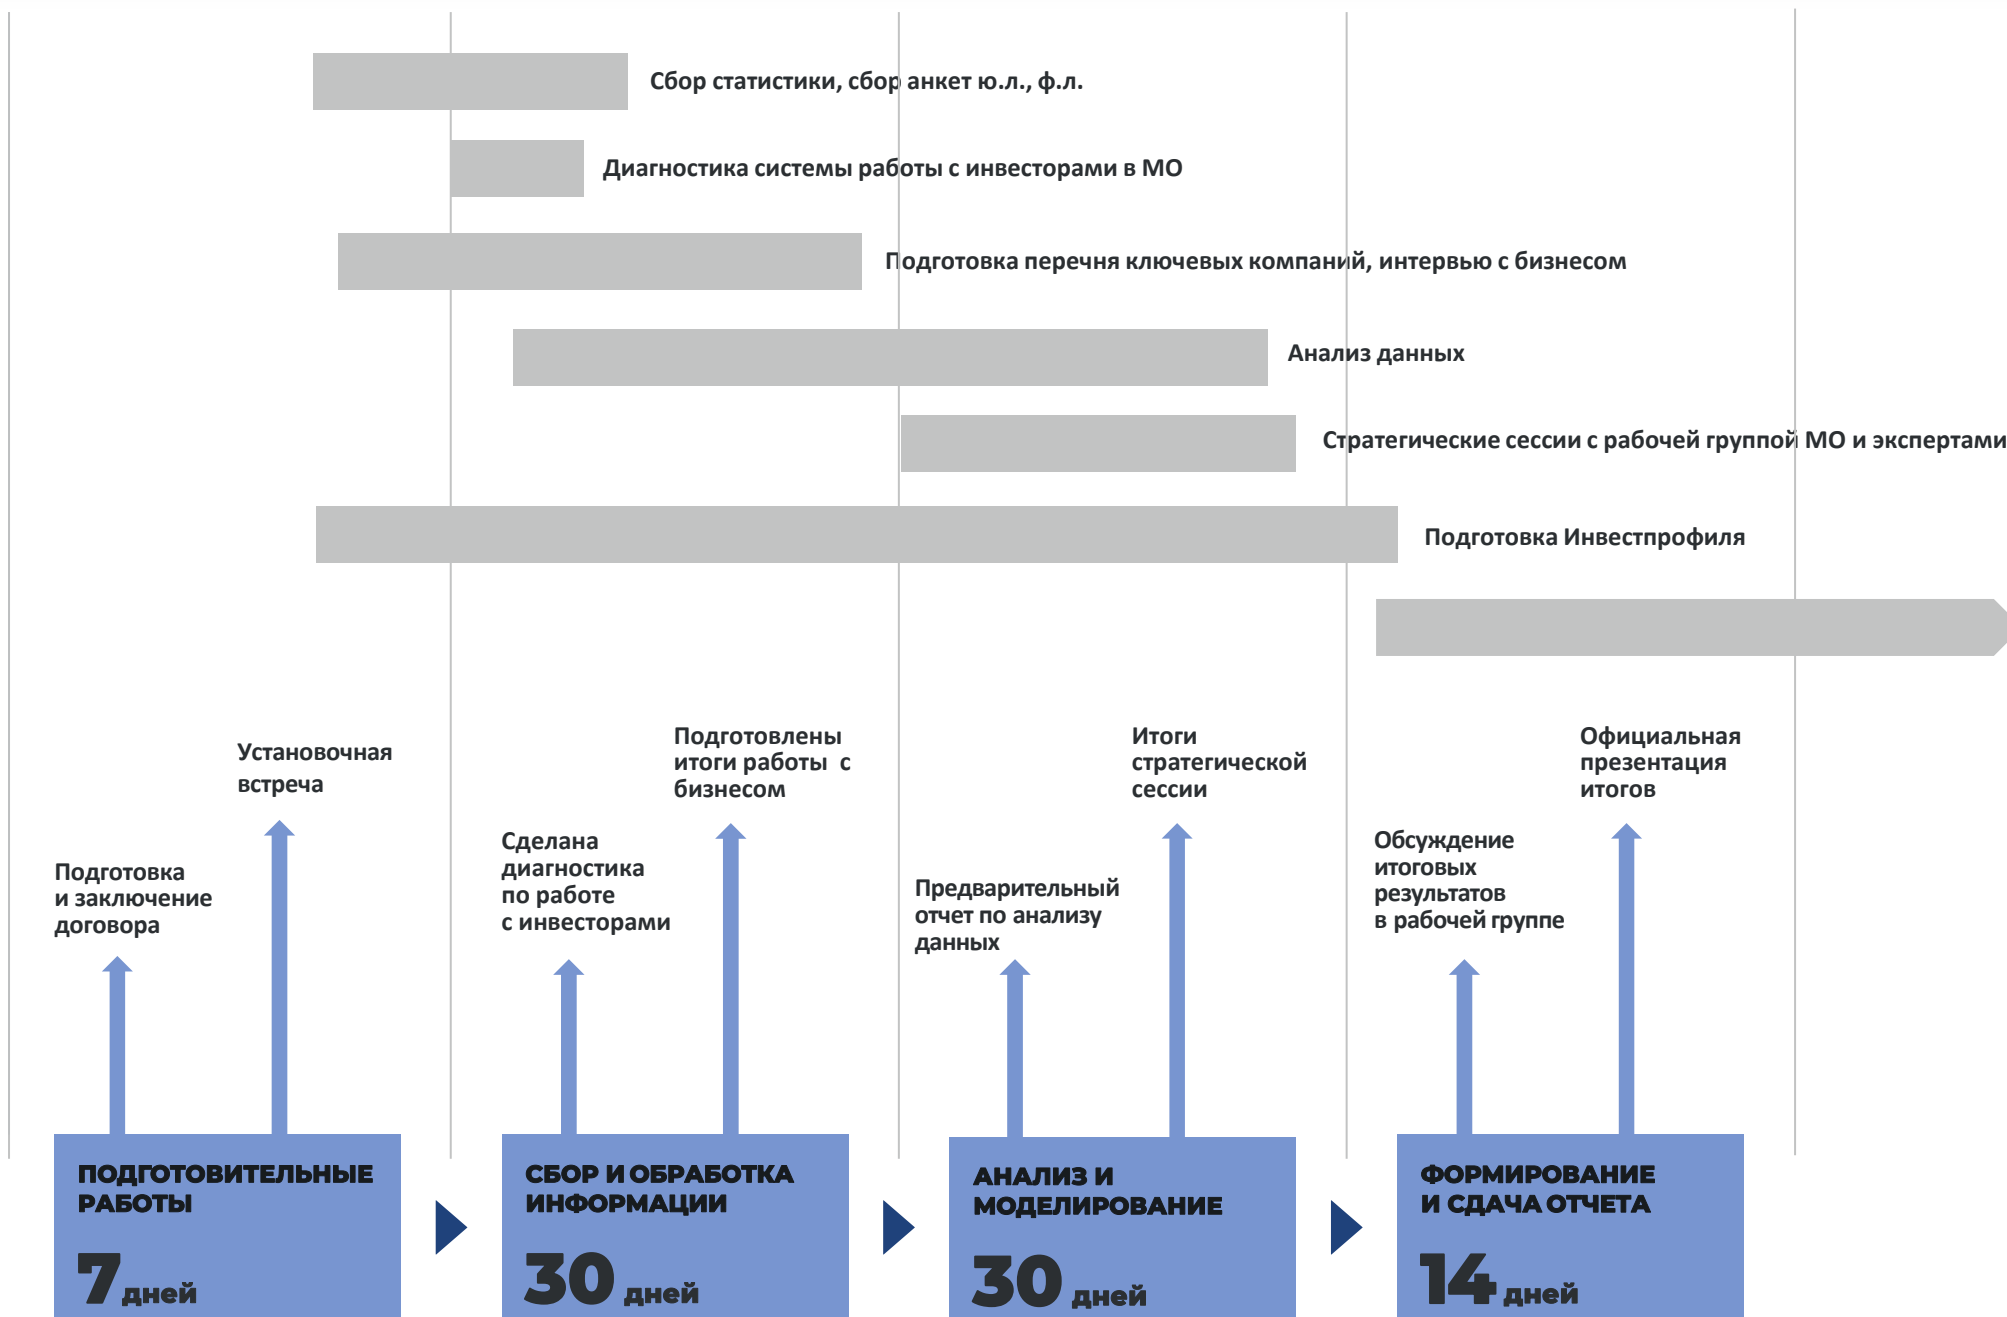 Сбор статистики, сбор анкет ю.л., ф.л.
Диагностика системы работы с инвесторами в МО
Подготовка перечня ключевых компаний, интервью с бизнесом
Анализ данных
Стратегические сессии с рабочей группой МО и экспертами
Подготовка Инвестпрофиля
Подготовка
и заключение
договора
Установочная
встреча
Сделана
диагностика
по работе
с инвесторами
Подготовлены
итоги работы с
бизнесом
Предварительный
отчет по анализу
данных
Итоги
стратегической
сессии
Обсуждение
итоговых
результатов
в рабочей группе
Официальная
презентация
итогов
ПОДГОТОВИТЕЛЬНЫЕ
РАБОТЫ
7 дней
СБОР И ОБРАБОТКА
ИНФОРМАЦИИ
30 дней
АНАЛИЗ И
МОДЕЛИРОВАНИЕ
30 дней
ФОРМИРОВАНИЕ
И СДАЧА ОТЧЕТА
14 дней